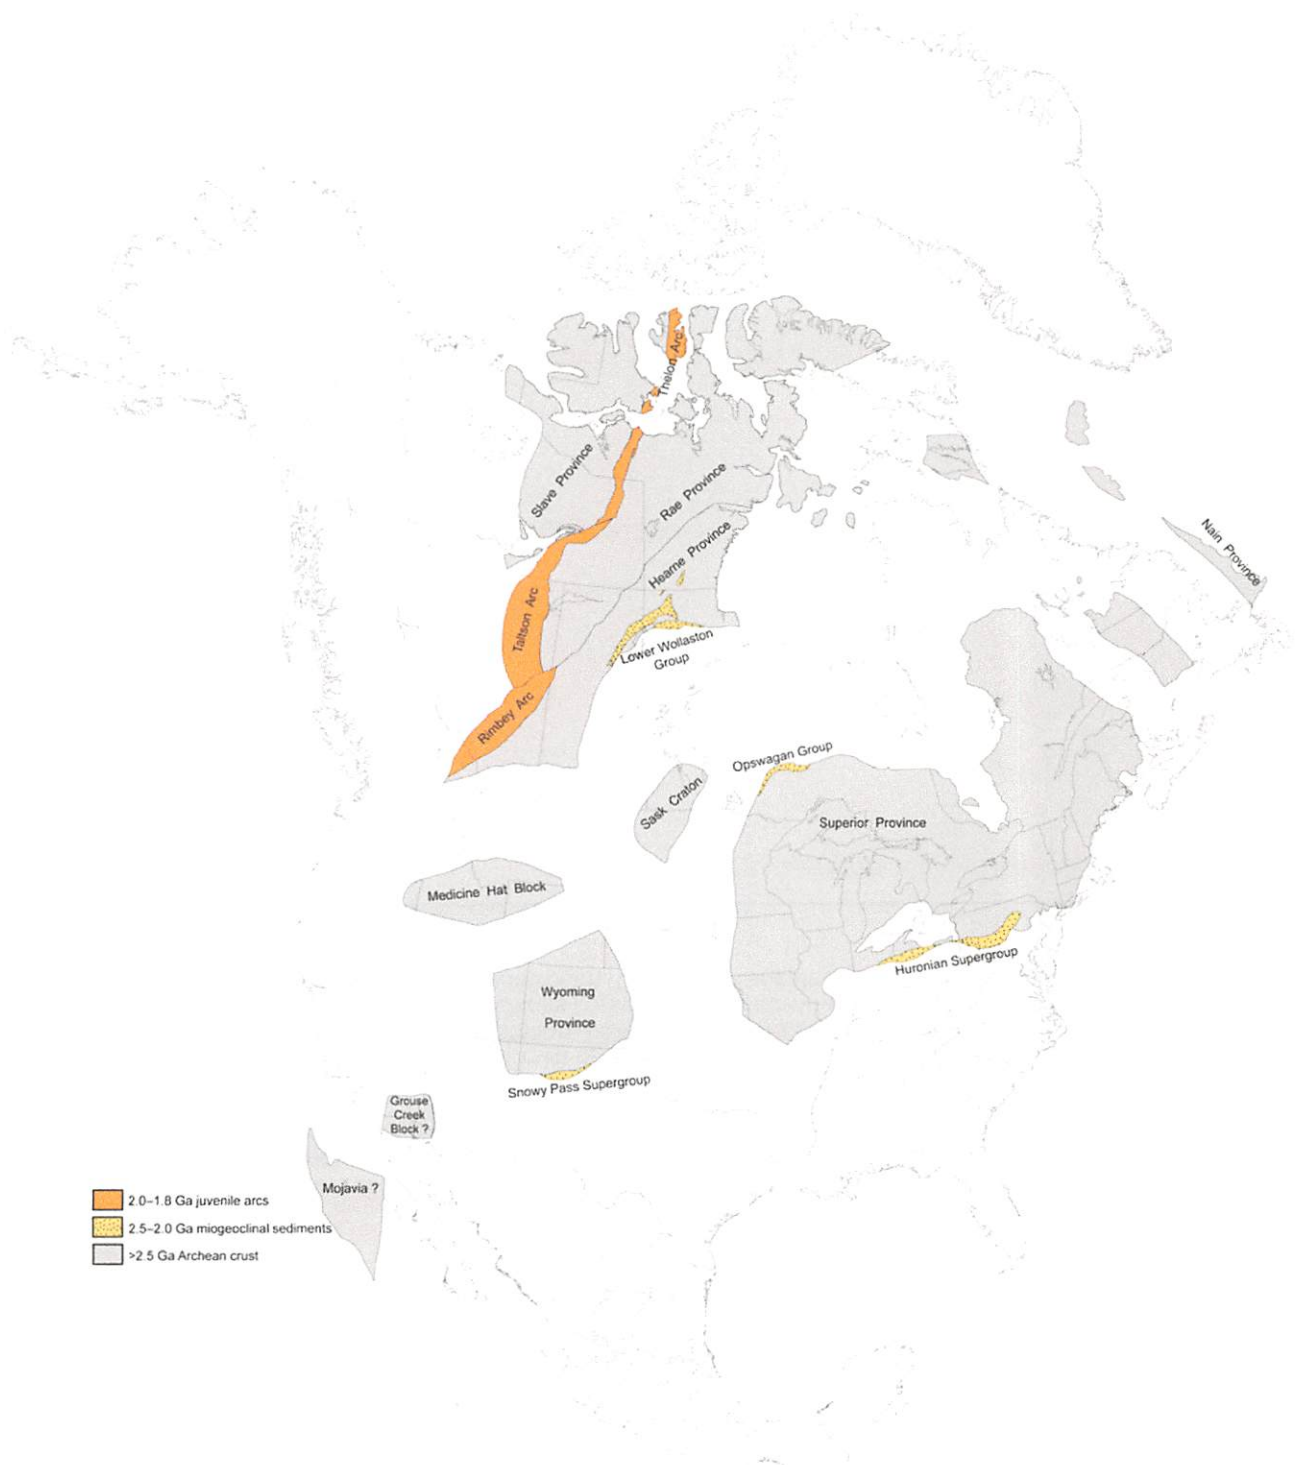 Thelon Arc
Slave Province
Rae Province
Hearne Province
Nain Province
Taltson Arc
Lower Wollaston
Group
Rimbey Arc
Opswagan Group
Sask Craton
Superior Province
Medicine Hat Block
Huronian Supergroup
Wyoming
Province
Snowy Pass Supergroup
Grouse
Creek
Block ?
Mojavia ?
2.0–1.8 Ga juvenile arcs
2.5–2.0 Ga miogeoclinal sediments
>2.5 Ga Archean crust